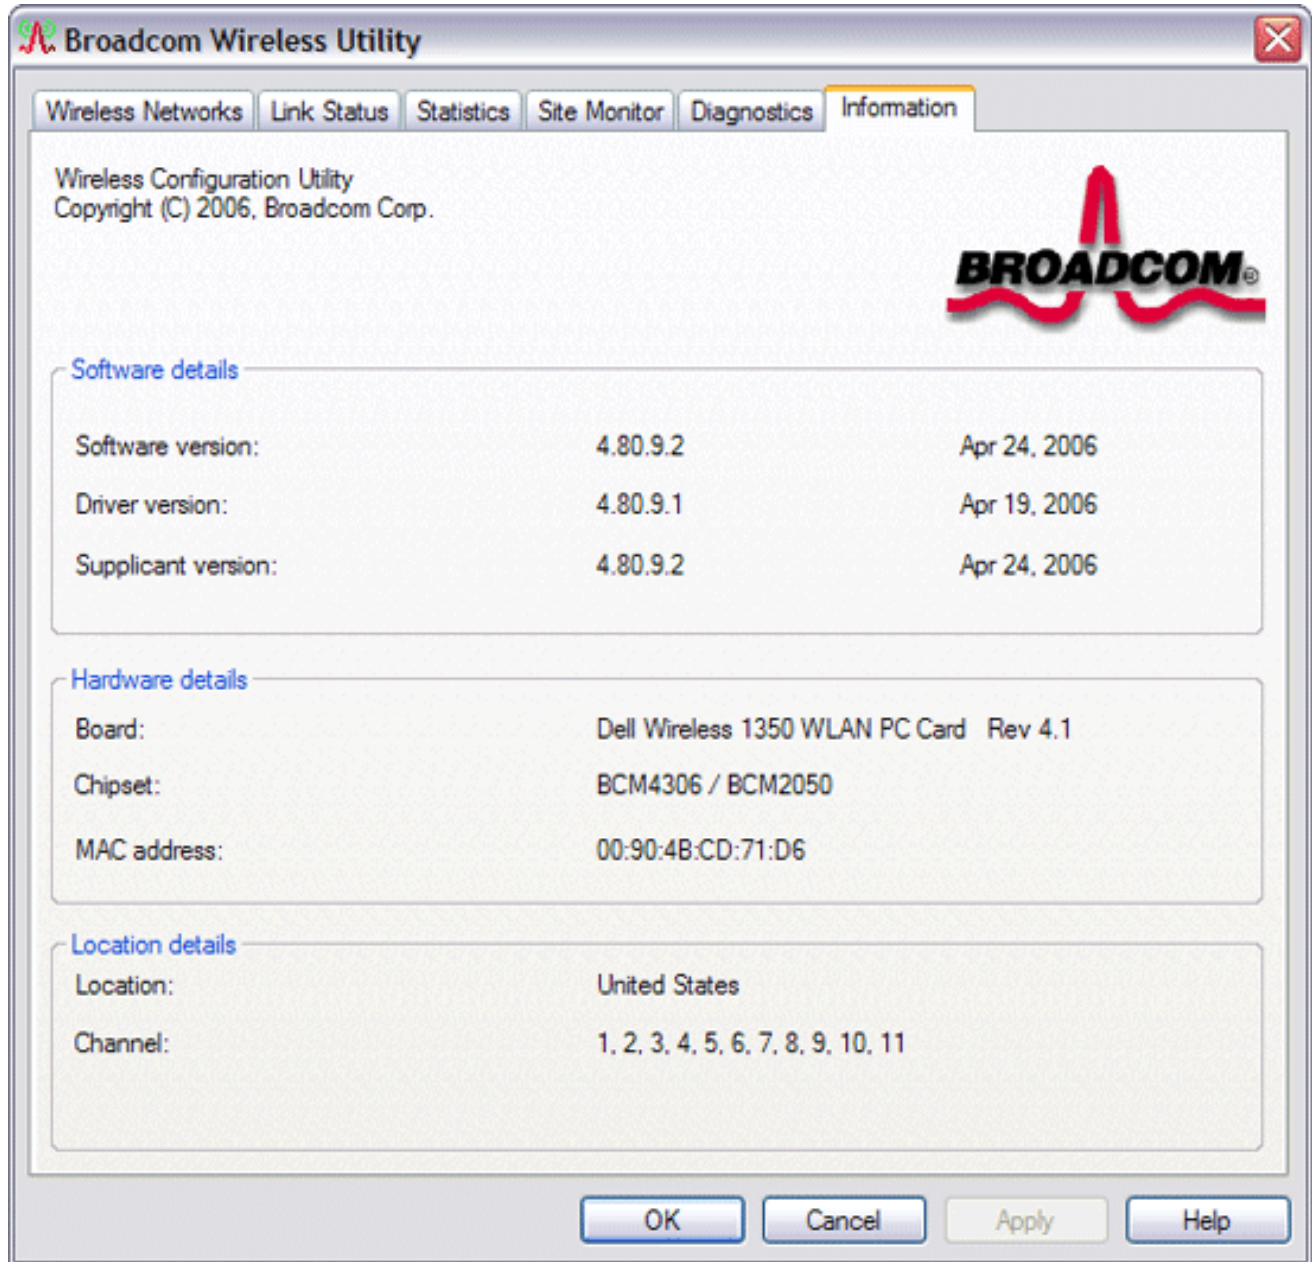 Broadcom Wireless Utility
Wireless Networks Link Status Statistics Site Monitor Diagnostics Information
Wireless Configuration Utility
Copyright (C) 2006, Broadcom Corp.
BROADCOM®
Software details
Software version: 4.80.9.2 Apr 24, 2006
Driver version: 4.80.9.1 Apr 19, 2006
Supplicant version: 4.80.9.2 Apr 24, 2006
Hardware details
Board: Dell Wireless 1350 WLAN PC Card Rev 4.1
Chipset: BCM4306 / BCM2050
MAC address: 00:90:4B:CD:71:D6
Location details
Location: United States
Channel: 1, 2, 3, 4, 5, 6, 7, 8, 9, 10, 11
OK Cancel Apply Help